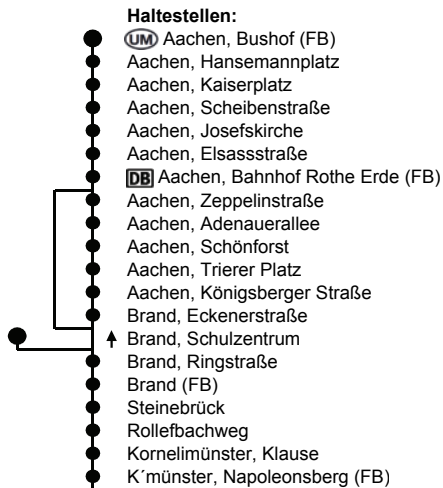 Haltestellen:
UM Aachen, Bushof (FB)
Aachen, Hansemannplatz
Aachen, Kaiserplatz
Aachen, Scheibenstraße
Aachen, Josefskirche
Aachen, Elsassstraße
DB Aachen, Bahnhof Rothe Erde (FB)
Aachen, Zeppelinstraße
Aachen, Adenauerallee
Aachen, Schönforst
Aachen, Trierer Platz
Aachen, Königsberger Straße
Brand, Eckenerstraße
Brand, Schulzentrum
Brand, Ringstraße
Brand (FB)
Steinebrück
Rollefbachweg
Kornelimünster, Klause
K´münster, Napoleonsberg (FB)